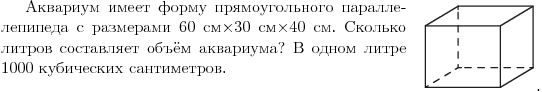 Аквариум имеет форму прямоугольного паралле-
лепипеда с размерами 60 см×30 см×40 см. Сколько
литров составляет объём аквариума? В одном литре
1000 кубических сантиметров.
.